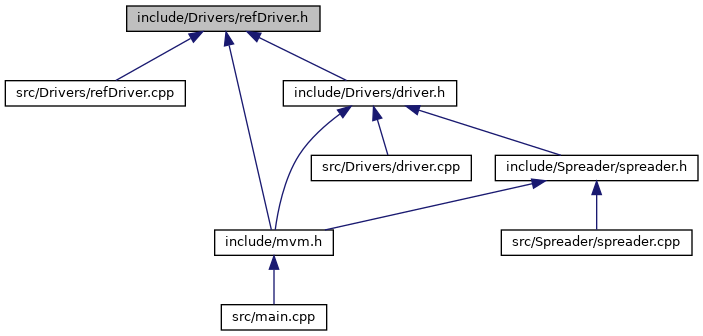 include/Drivers/refDriver.h
src/Drivers/refDriver.cpp
include/Drivers/driver.h
src/Drivers/driver.cpp
include/Spreader/spreader.h
include/mvm.h
src/Spreader/spreader.cpp
src/main.cpp